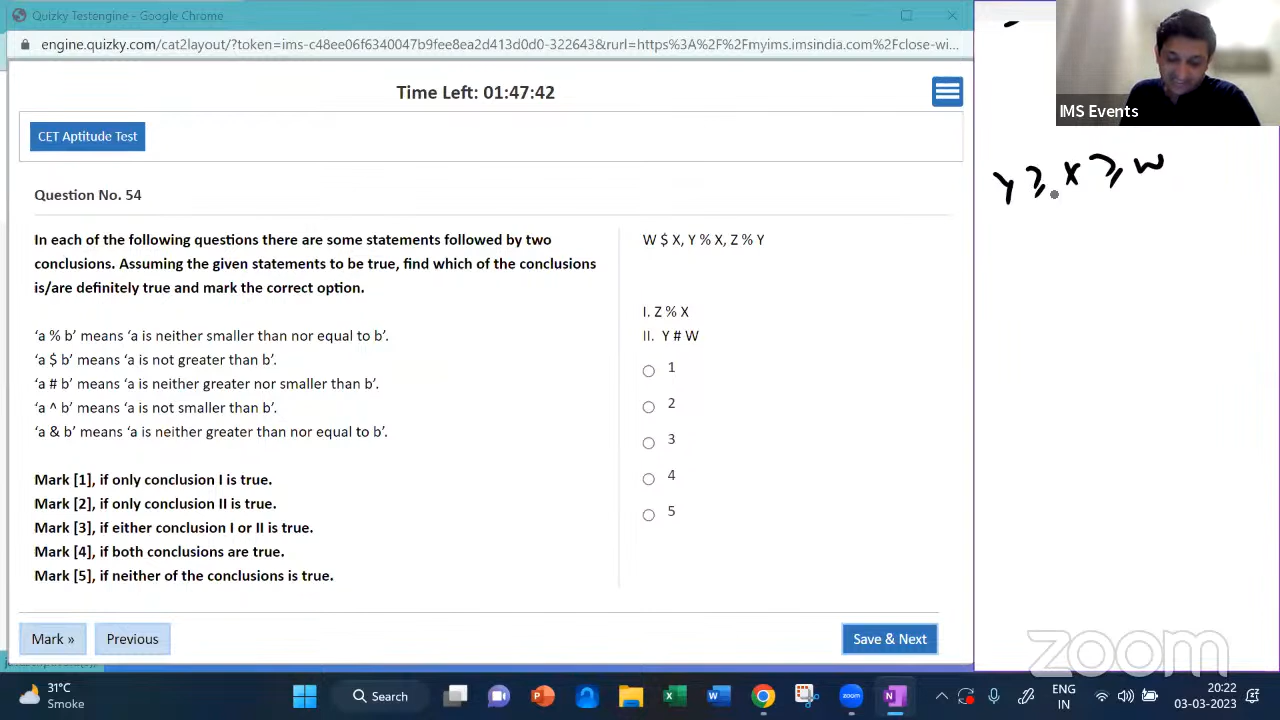 Quizky Testengine - Google Chrome
engine.quizky.com/cat2layout/?token=ims-c48ee06f6340047b9fee8ea2d413d0d0-322643&rurl=https%3A%2F%2Fmyims.imsindia.com%2Fclose-wi...
Time Left: 01:47:42
IMS Events
CET Aptitude Test
Question No. 54
Y ⩾ X ⩾ W
In each of the following questions there are some statements followed by two
conclusions. Assuming the given statements to be true, find which of the conclusions
is/are definitely true and mark the correct option.
‘a % b’ means ‘a is neither smaller than nor equal to b’.
‘a $ b’ means ‘a is not greater than b’.
‘a # b’ means ‘a is neither greater nor smaller than b’.
‘a ^ b’ means ‘a is not smaller than b’.
‘a & b’ means ‘a is neither greater than nor equal to b’.
Mark [1], if only conclusion I is true.
Mark [2], if only conclusion II is true.
Mark [3], if either conclusion I or II is true.
Mark [4], if both conclusions are true.
Mark [5], if neither of the conclusions is true.
W $ X, Y % X, Z % Y
I. Z % X
II. Y # W
1
2
3
4
5
Mark »
Previous
Save & Next
zoom
31°C
Smoke
Search
ENG
IN
20:22
03-03-2023